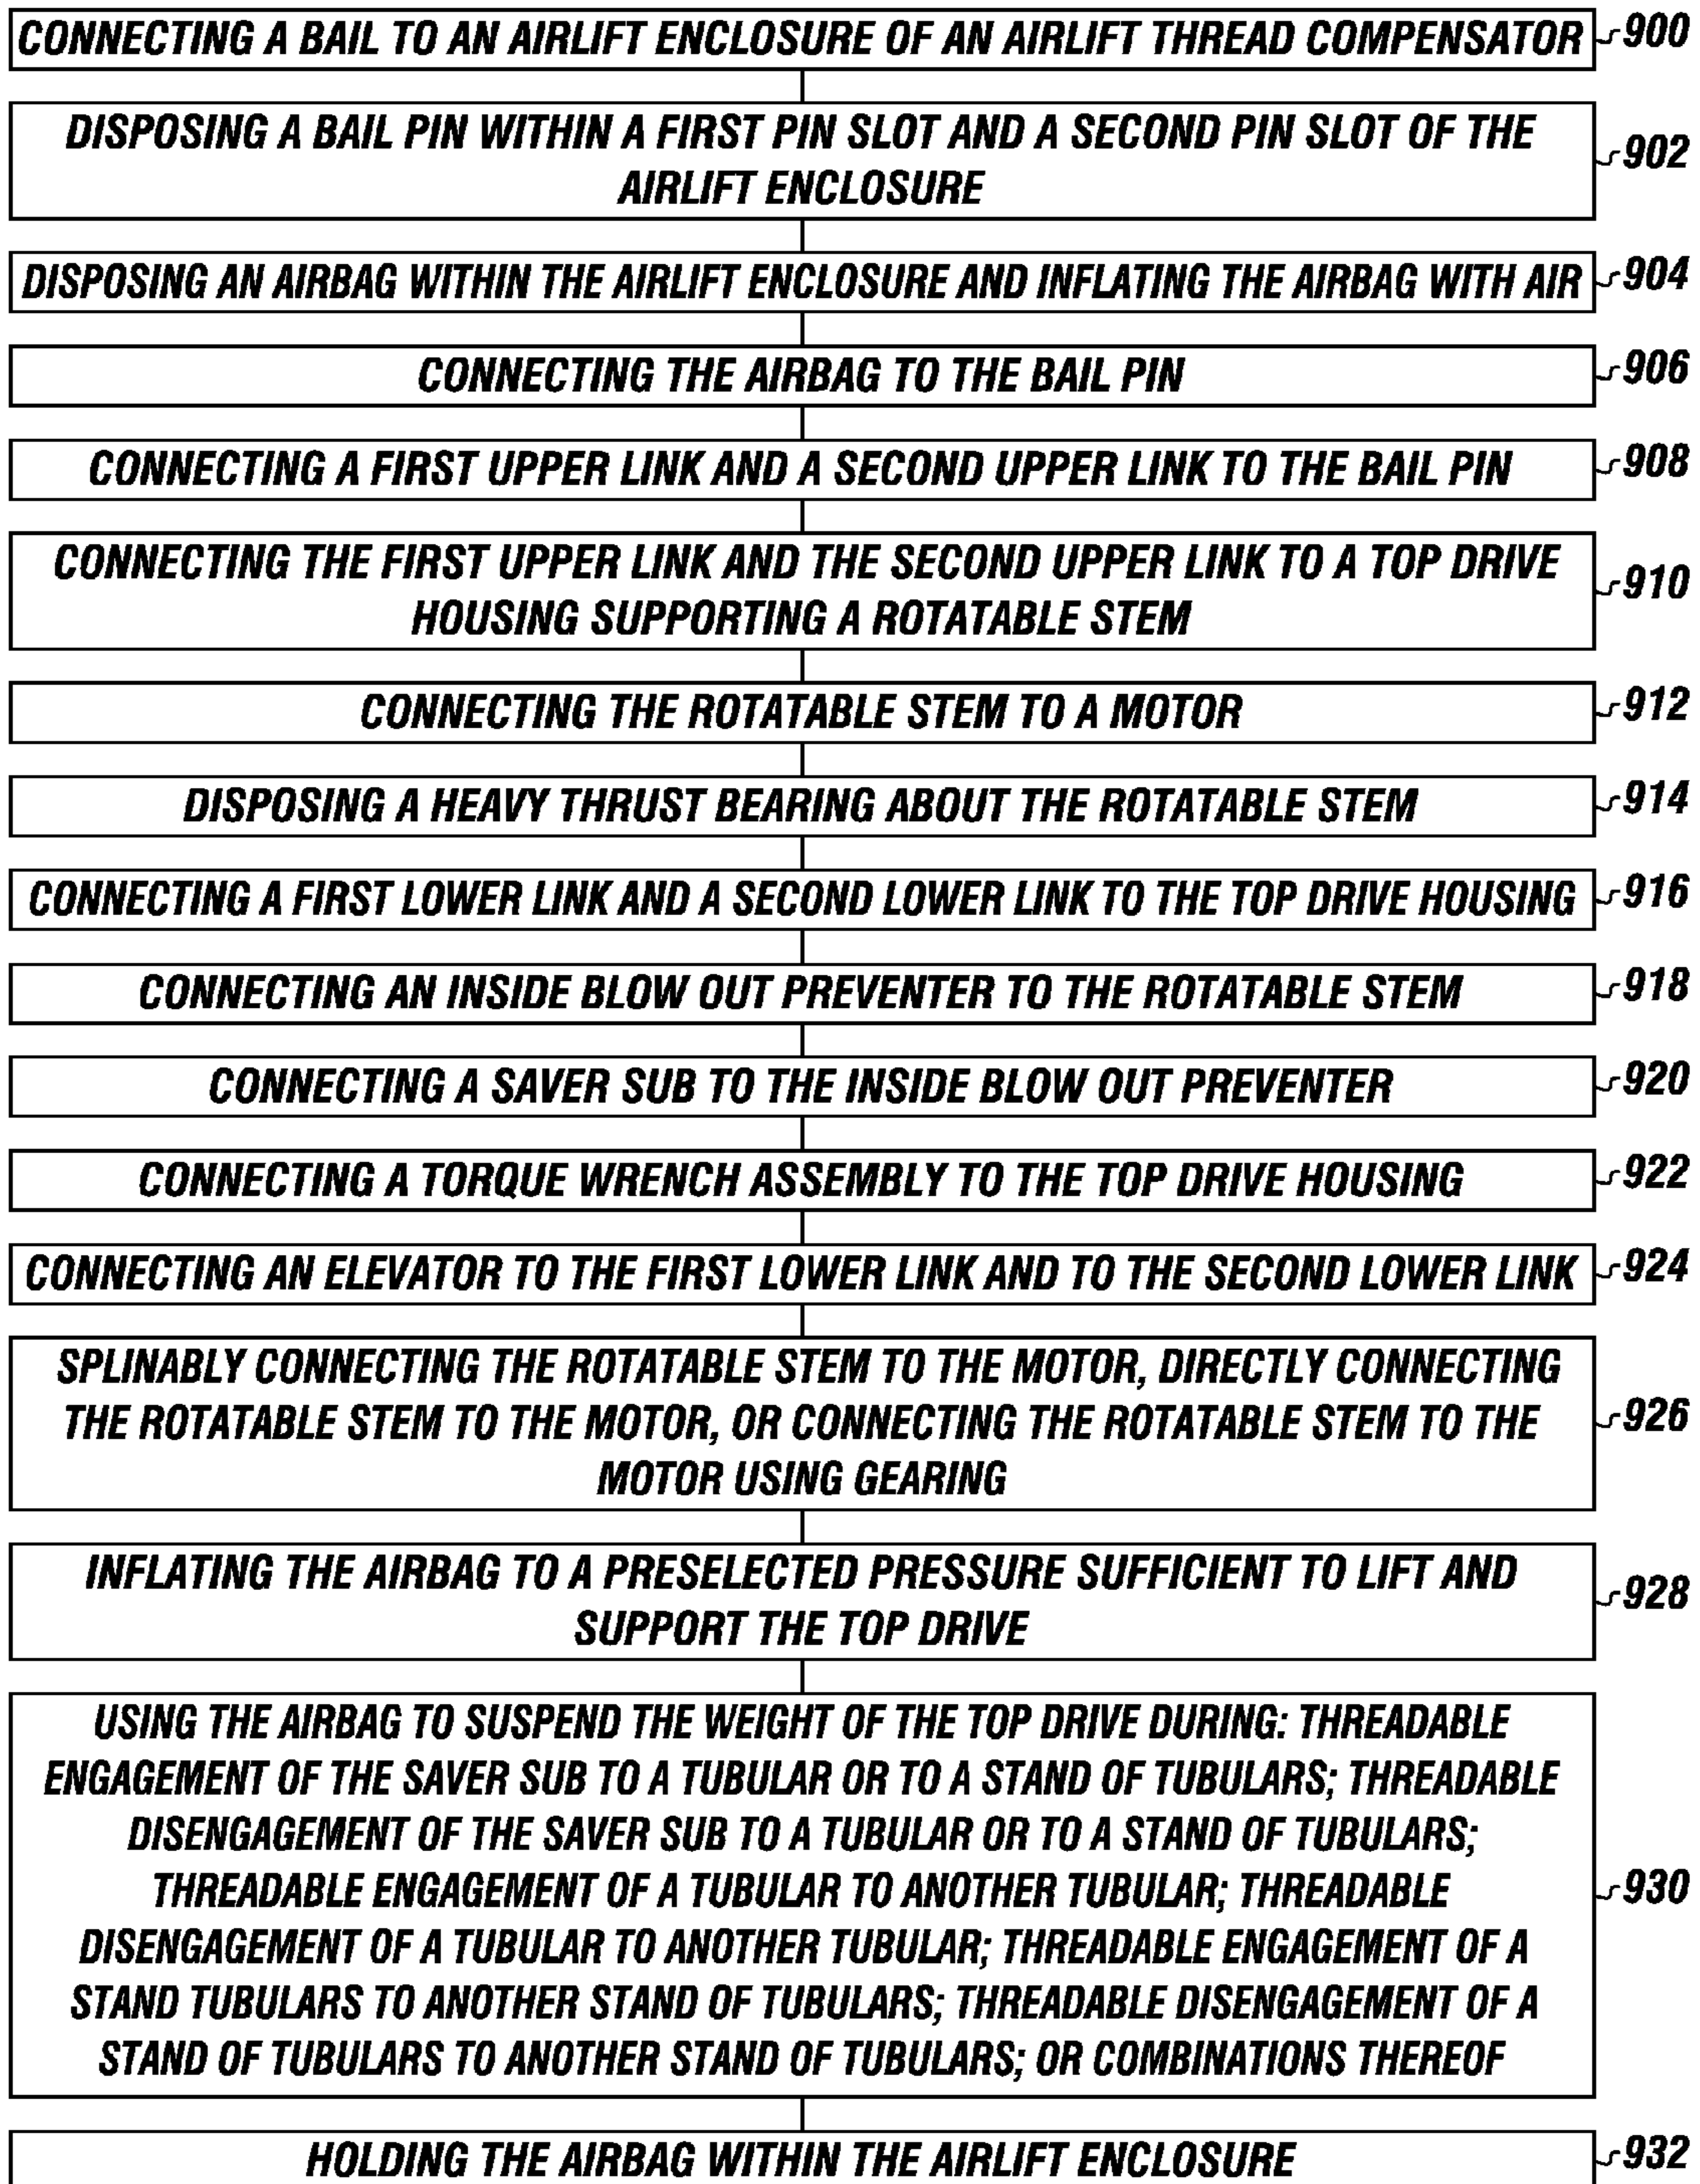 CONNECTING A BAIL TO AN AIRLIFT ENCLOSURE OF AN AIRLIFT THREAD COMPENSATOR 900
DISPOSING A BAIL PIN WITHIN A FIRST PIN SLOT AND A SECOND PIN SLOT OF THE
AIRLIFT ENCLOSURE
902
DISPOSING AN AIRBAG WITHIN THE AIRLIFT ENCLOSURE AND INFLATING THE AIRBAG WITH AIR 904
CONNECTING THE AIRBAG TO THE BAIL PIN 906
CONNECTING A FIRST UPPER LINK AND A SECOND UPPER LINK TO THE BAIL PIN 908
CONNECTING THE FIRST UPPER LINK AND THE SECOND UPPER LINK TO A TOP DRIVE
HOUSING SUPPORTING A ROTATABLE STEM
910
CONNECTING THE ROTATABLE STEM TO A MOTOR 912
DISPOSING A HEAVY THRUST BEARING ABOUT THE ROTATABLE STEM 914
CONNECTING A FIRST LOWER LINK AND A SECOND LOWER LINK TO THE TOP DRIVE HOUSING 916
CONNECTING AN INSIDE BLOW OUT PREVENTER TO THE ROTATABLE STEM 918
CONNECTING A SAVER SUB TO THE INSIDE BLOW OUT PREVENTER 920
CONNECTING A TORQUE WRENCH ASSEMBLY TO THE TOP DRIVE HOUSING 922
CONNECTING AN ELEVATOR TO THE FIRST LOWER LINK AND TO THE SECOND LOWER LINK 924
SPLINABLY CONNECTING THE ROTATABLE STEM TO THE MOTOR, DIRECTLY CONNECTING
THE ROTATABLE STEM TO THE MOTOR, OR CONNECTING THE ROTATABLE STEM TO THE
MOTOR USING GEARING
926
INFLATING THE AIRBAG TO A PRESELECTED PRESSURE SUFFICIENT TO LIFT AND
SUPPORT THE TOP DRIVE
928
USING THE AIRBAG TO SUSPEND THE WEIGHT OF THE TOP DRIVE DURING: THREADABLE
ENGAGEMENT OF THE SAVER SUB TO A TUBULAR OR TO A STAND OF TUBULARS; THREADABLE
DISENGAGEMENT OF THE SAVER SUB TO A TUBULAR OR TO A STAND OF TUBULARS;
THREADABLE ENGAGEMENT OF A TUBULAR TO ANOTHER TUBULAR; THREADABLE
DISENGAGEMENT OF A TUBULAR TO ANOTHER TUBULAR; THREADABLE ENGAGEMENT OF A
STAND TUBULARS TO ANOTHER STAND OF TUBULARS; THREADABLE DISENGAGEMENT OF A
STAND OF TUBULARS TO ANOTHER STAND OF TUBULARS; OR COMBINATIONS THEREOF
930
HOLDING THE AIRBAG WITHIN THE AIRLIFT ENCLOSURE 932